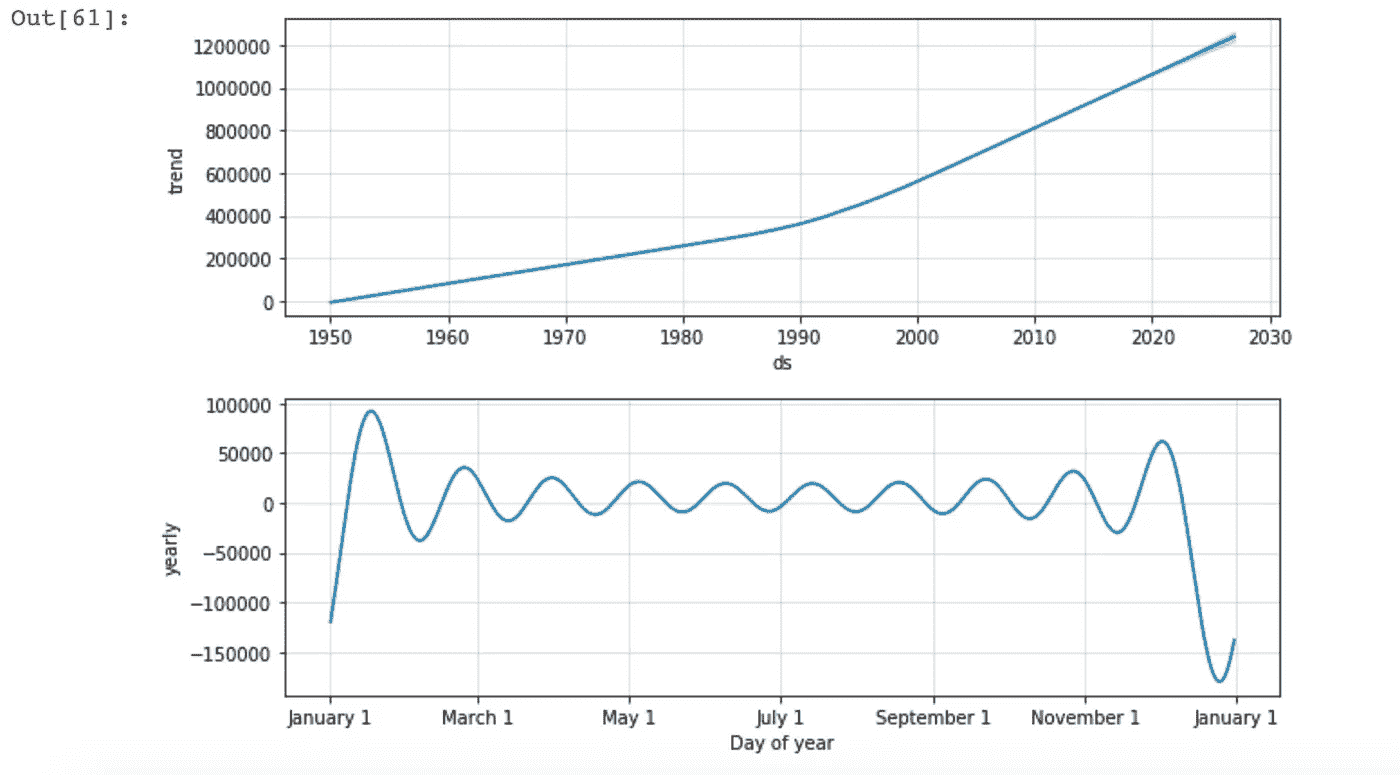 Out[61]:
1200000
1000000
800000
600000
400000
200000
0
trend
1950 1960 1970 1980 1990 2000 2010 2020 2030
ds
100000
50000
0
−50000
−100000
−150000
yearly
January 1 March 1 May 1 July 1 September 1 November 1 January 1
Day of year